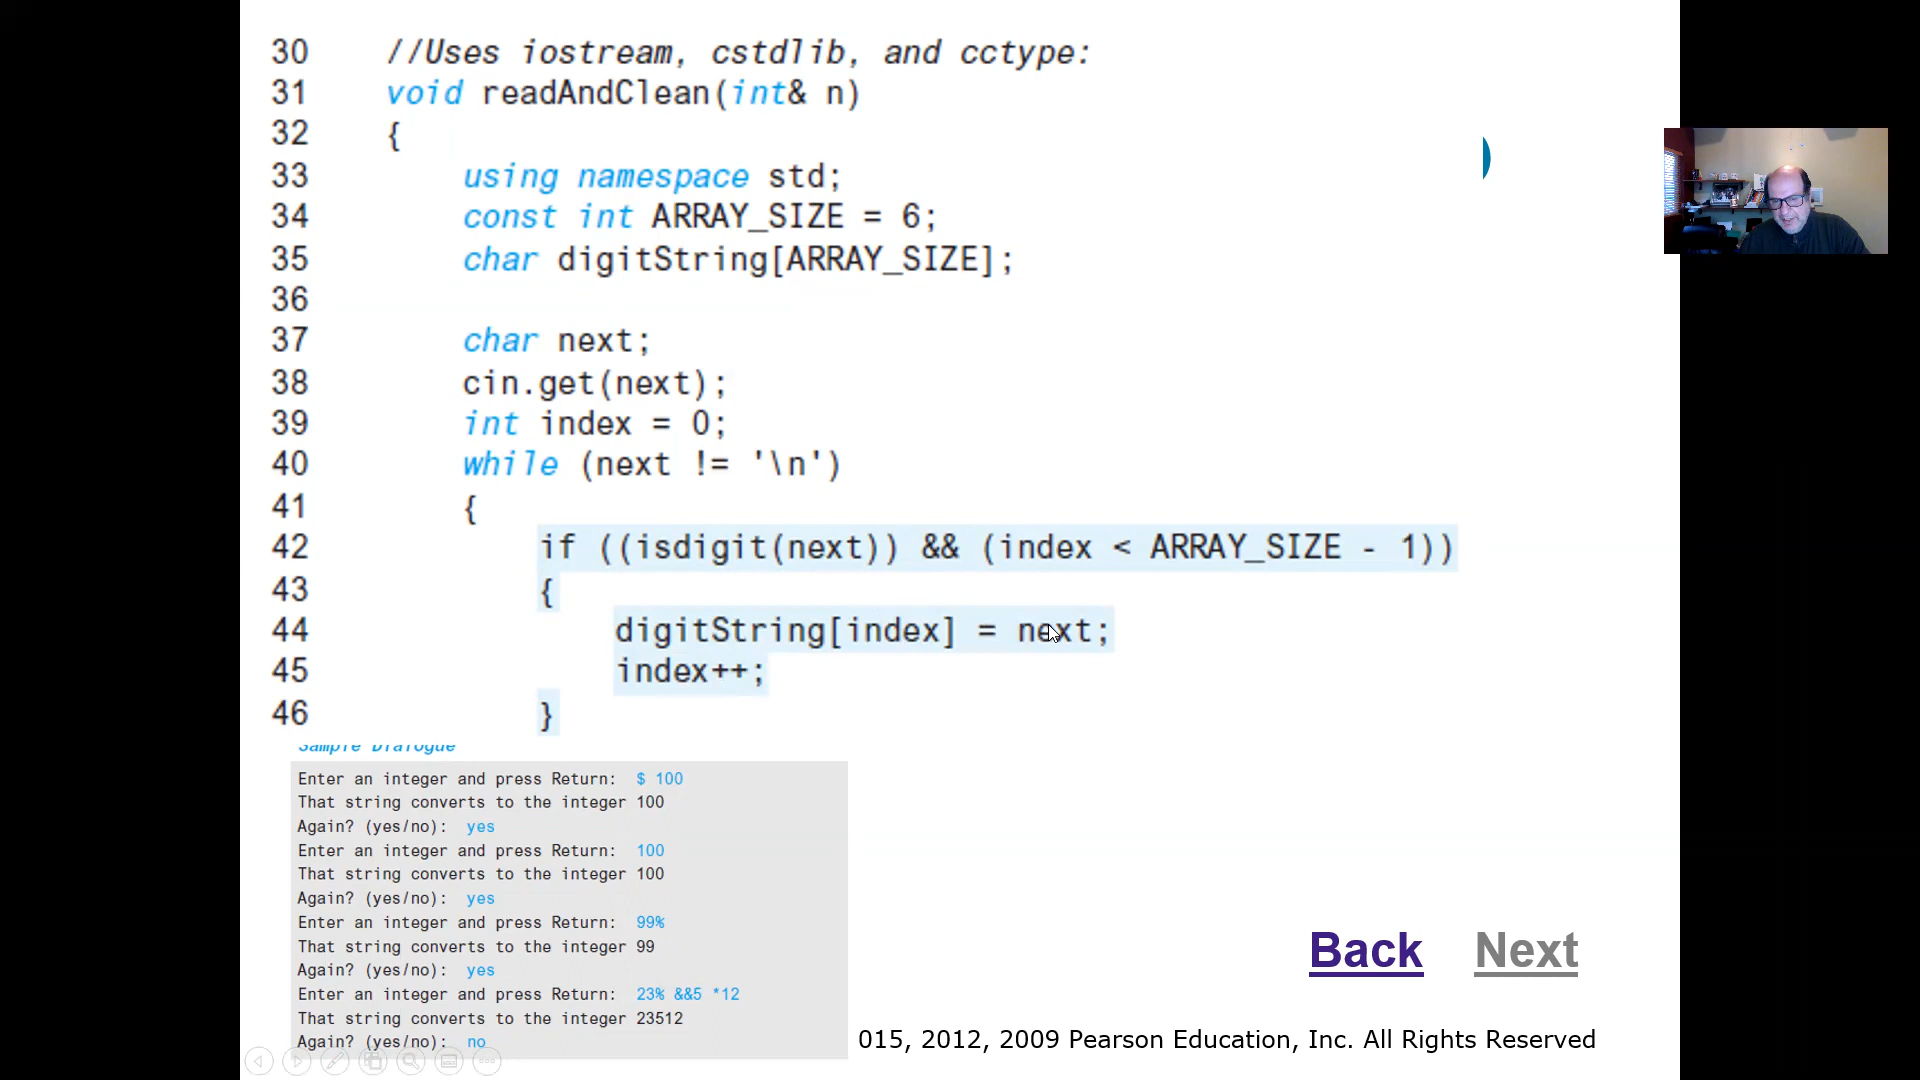 30 //Uses iostream, cstdlib, and cctype:
31 void readAndClean(int& n)
32 {
33 using namespace std;
34 const int ARRAY_SIZE = 6;
35 char digitString[ARRAY_SIZE];
36
37 char next;
38 cin.get(next);
39 int index = 0;
40 while (next != '\n')
41 {
42 if ((isdigit(next)) && (index < ARRAY_SIZE - 1))
43 {
44 digitString[index] = next;
45 index++;
46 }
Sample Dialogue
Enter an integer and press Return: $ 100
That string converts to the integer 100
Again? (yes/no): yes
Enter an integer and press Return: 100
That string converts to the integer 100
Again? (yes/no): yes
Enter an integer and press Return: 99%
That string converts to the integer 99
Again? (yes/no): yes
Enter an integer and press Return: 23% &&5 *12
That string converts to the integer 23512
Again? (yes/no): no
Back Next
015, 2012, 2009 Pearson Education, Inc. All Rights Reserved